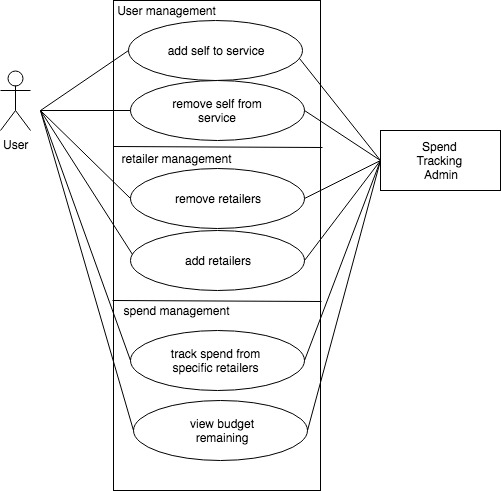 User management
add self to service
remove self from
service
User
Spend
Tracking
Admin
retailer management
remove retailers
add retailers
spend management
track spend from
specific retailers
view budget
remaining